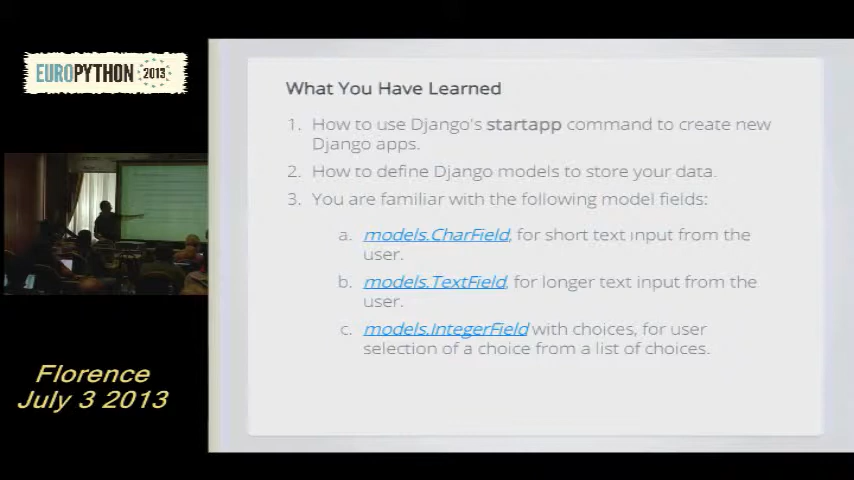 EUROPYTHON 2013
What You Have Learned
1. How to use Django's startapp command to create new
Django apps.
2. How to define Django models to store your data.
3. You are familiar with the following model fields:
a. models.CharField, for short text input from the
user.
b. models.TextField, for longer text input from the
user.
c. models.IntegerField with choices, for user
selection of a choice from a list of choices.
Florence
July 3 2013